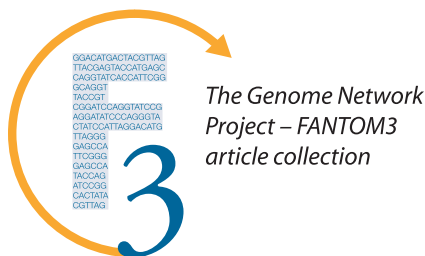 GGACATGACTACGTTAG
TTACGAGTACCATGAGC
CAGGTATCACCATTCGG
GCAGGT
TACCGT
CGGATCCAGGTATCCG
AGGATATCCCAGGGTA
CTATCCATTAGGACATG
TTAGGG
GAGCCA
TTCGGG
GAGCCA
TACCAG
ATCCGG
CACTATA
CGTTAG
3
The Genome Network
Project – FANTOM3
article collection